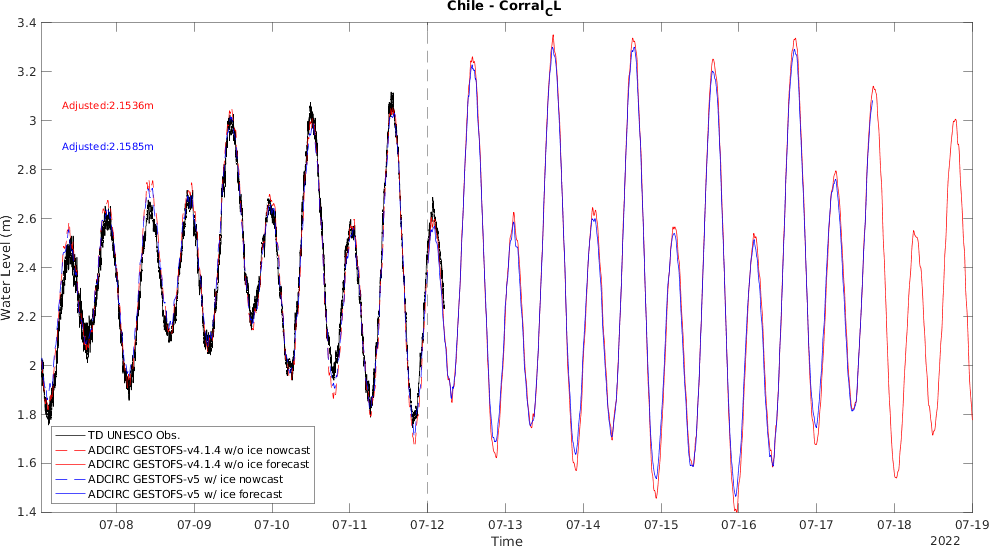 Chile - Corral_CL
3.4
3.2
3
2.8
2.6
2.4
2.2
2
1.8
1.6
1.4
Water Level (m)
Adjusted:2.1536m
Adjusted:2.1585m
TD UNESCO Obs.
ADCIRC GESTOFS-v4.1.4 w/o ice nowcast
ADCIRC GESTOFS-v4.1.4 w/o ice forecast
ADCIRC GESTOFS-v5 w/ ice nowcast
ADCIRC GESTOFS-v5 w/ ice forecast
07-08 07-09 07-10 07-11 07-12 07-13 07-14 07-15 07-16 07-17 07-18 07-19
Time
2022